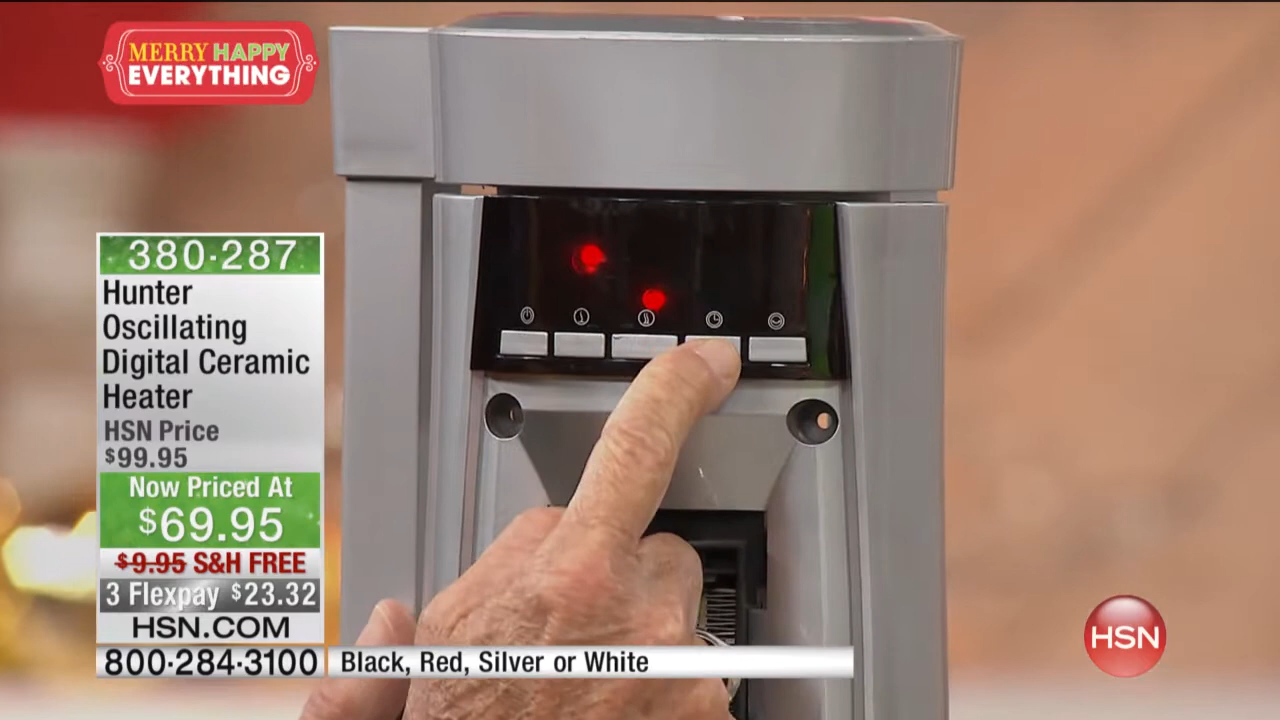 MERRY HAPPY
EVERYTHING
380-287
Hunter
Oscillating
Digital Ceramic
Heater
HSN Price
$99.95
Now Priced At
$69.95
$9.95 S&H FREE
3 Flexpay $23.32
HSN.COM
800-284-3100
Black, Red, Silver or White
HSN